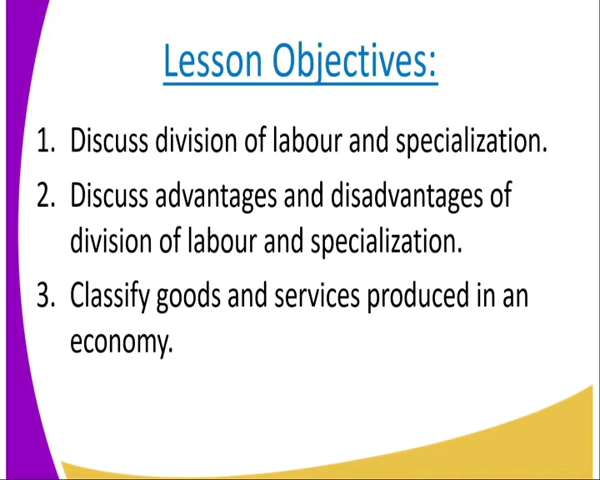 Lesson Objectives:
1. Discuss division of labour and specialization.
2. Discuss advantages and disadvantages of
division of labour and specialization.
3. Classify goods and services produced in an
economy.